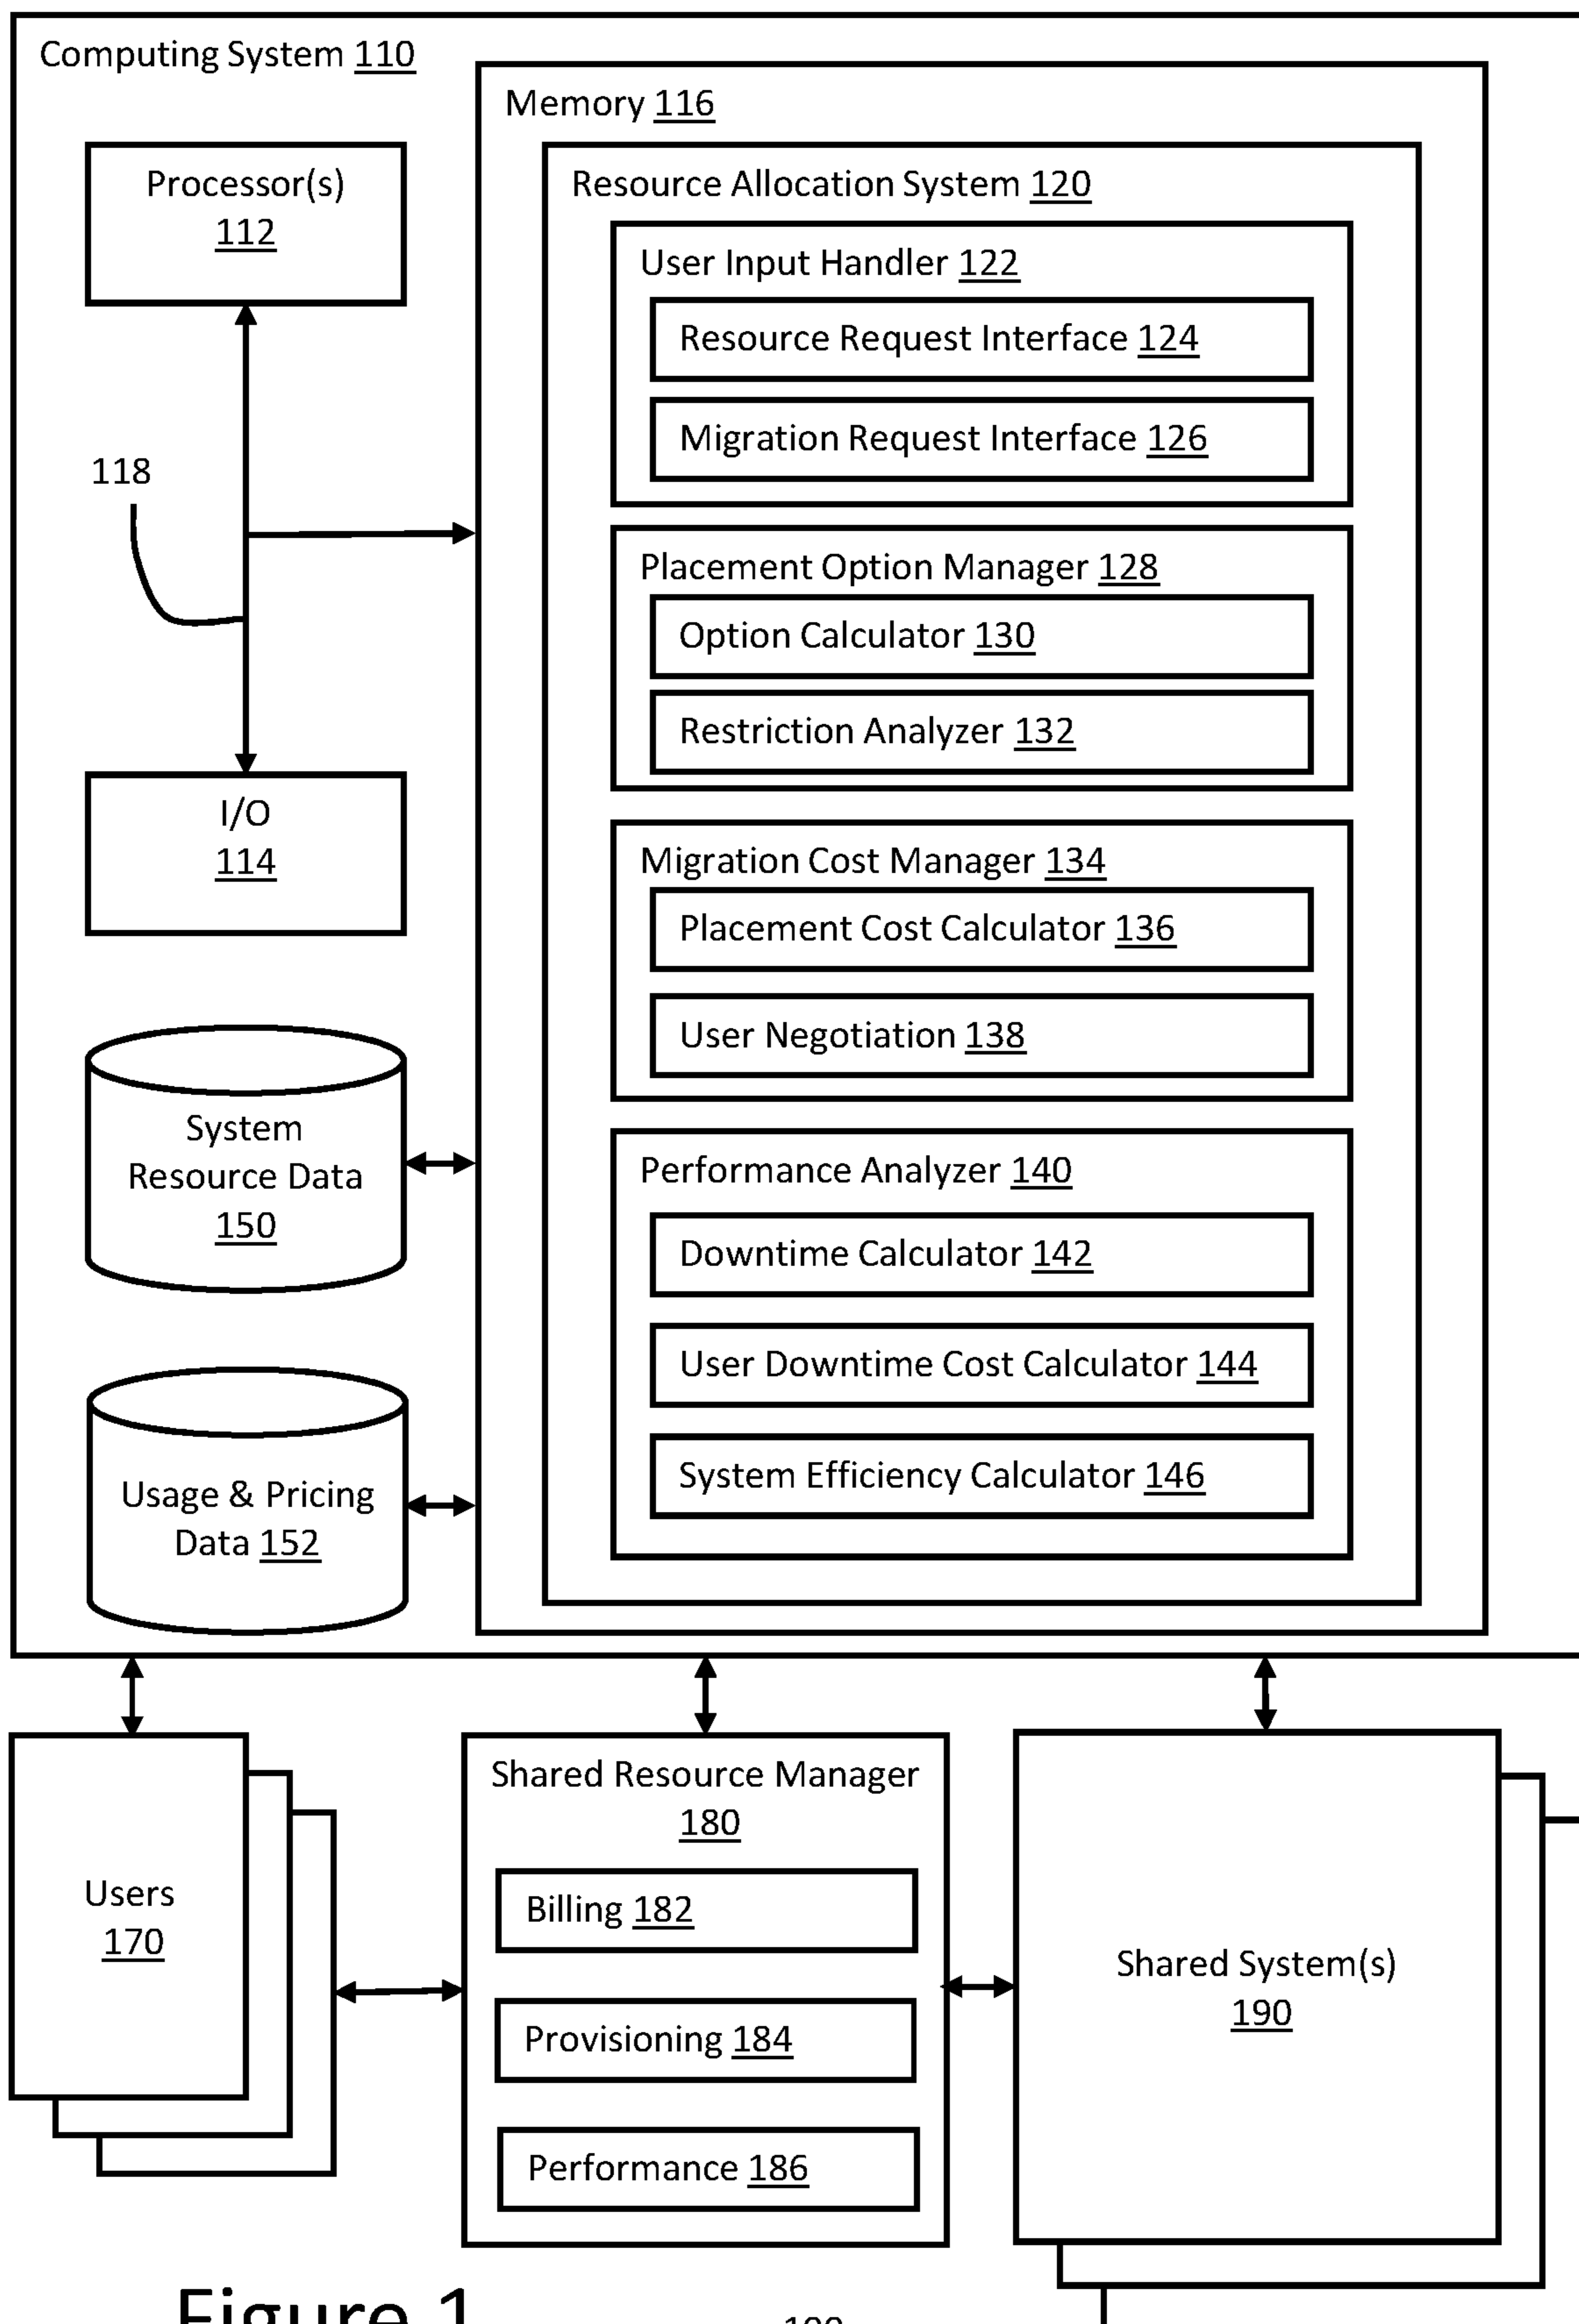 Computing System 110
Memory 116
Processor(s)
112
Resource Allocation System 120
User Input Handler 122
Resource Request Interface 124
Migration Request Interface 126
118
Placement Option Manager 128
Option Calculator 130
Restriction Analyzer 132
I/O
114
Migration Cost Manager 134
Placement Cost Calculator 136
User Negotiation 138
System
Resource Data
150
Performance Analyzer 140
Downtime Calculator 142
User Downtime Cost Calculator 144
System Efficiency Calculator 146
Usage & Pricing
Data 152
Users
170
Shared Resource Manager
180
Billing 182
Provisioning 184
Performance 186
Shared System(s)
190
Figure 1